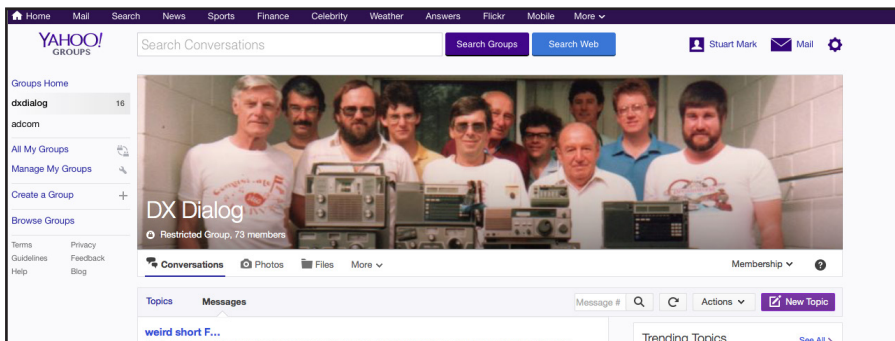 Home Mail Search News Sports Finance Celebrity Weather Answers Flickr Mobile More
YAHOO!
GROUPS
Search Conversations
Search Groups
Search Web
Stuart Mark
Mail
Groups Home
dxdialog 16
adcom
All My Groups
Manage My Groups
Create a Group +
Browse Groups
Terms Privacy
Guidelines Feedback
Help Blog
DX Dialog
Restricted Group, 73 members
Conversations Photos Files More
Membership ?
Topics Messages
Message #
Actions
New Topic
weird short F...
Trending Topics
See All >